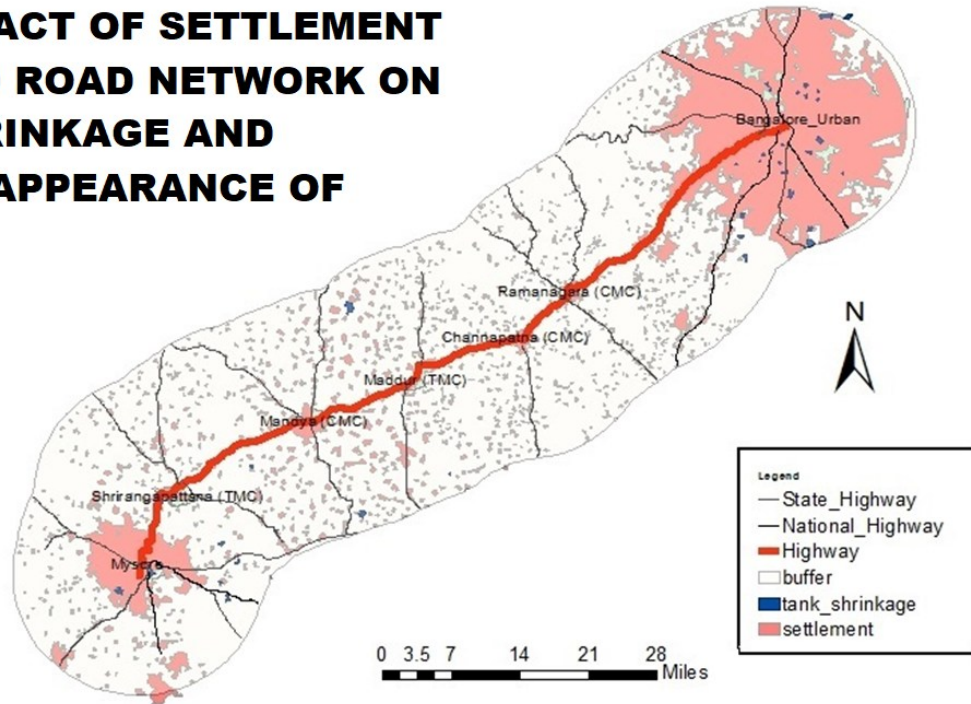 ACT OF SETTLEMENT
ROAD NETWORK ON
RINKAGE AND
APPEARANCE OF
Bangalore_Urban
Ramanagara (CMC)
Channapatna (CMC)
Maddur (TMC)
Mandya (CMC)
Shrirangapattana (TMC)
Mysore
N
Legend
State_Highway
National_Highway
Highway
buffer
tank_shrinkage
settlement
0 3.5 7 14 21 28
Miles